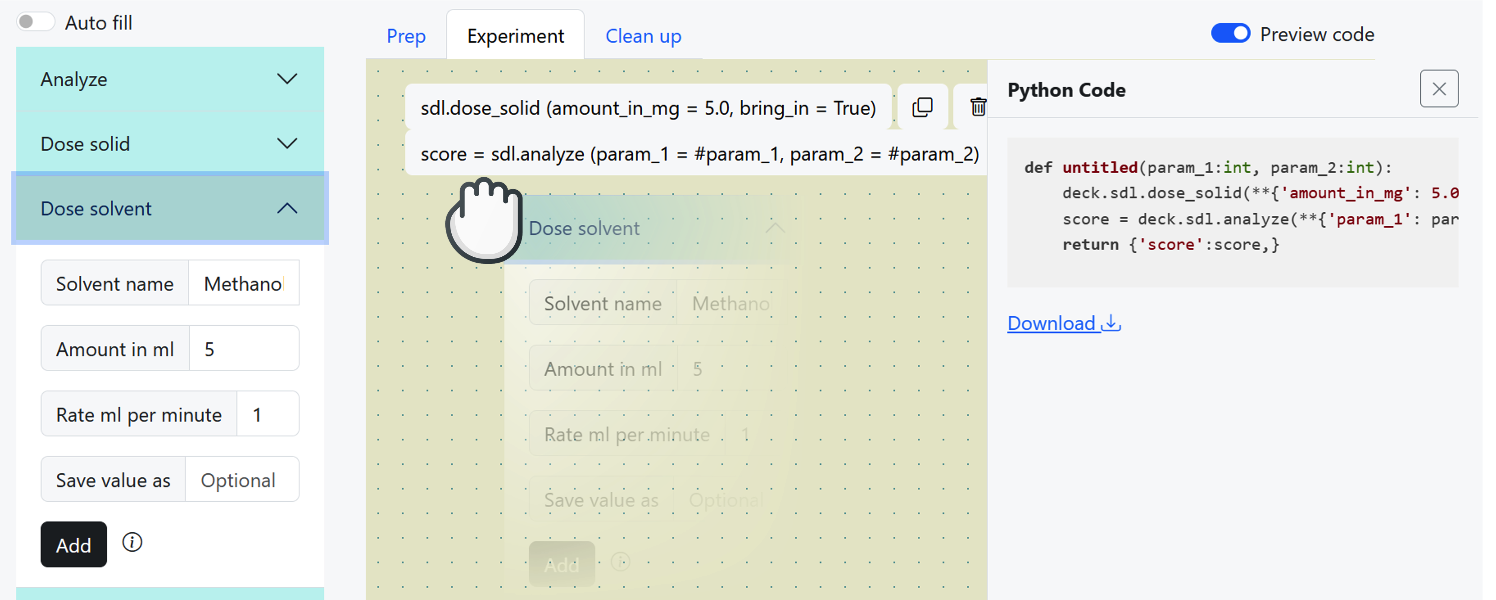 Auto fill
Prep
Experiment
Clean up
Preview code
Analyze
Dose solid
Dose solvent
Solvent name
Methano
Amount in ml
5
Rate ml per minute
1
Save value as
Optional
Add
sdl.dose_solid (amount_in_mg = 5.0, bring_in = True)
score = sdl.analyze (param_1 = #param_1, param_2 = #param_2)
Dose solvent
Solvent name
Methano
Amount in ml
5
Rate ml per minute
1
Save value as
Optional
Add
Python Code
def untitled(param_1:int, param_2:int):
deck.sdl.dose_solid(**{'amount_in_mg': 5.0
score = deck.sdl.analyze(**{'param_1': par
return {'score':score,}
Download